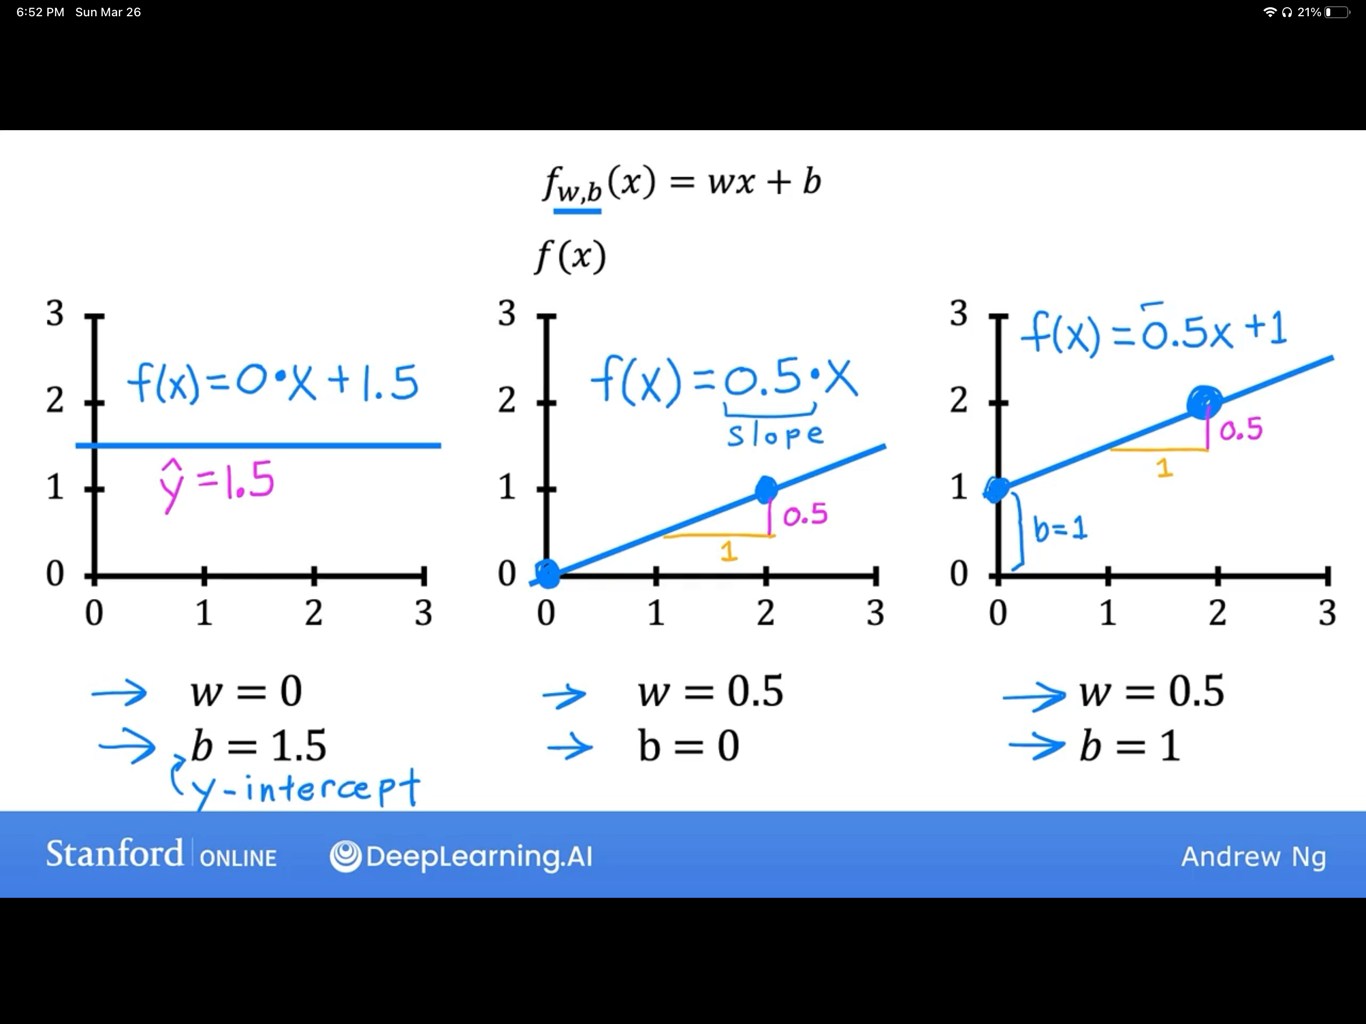 6:52 PM Sun Mar 26
21%
f_{w,b}(x) = wx + b
f(x)
3
f(x)=0•x+1.5
2
ŷ=1.5
1
0
0 1 2 3
→ w = 0
→ b = 1.5
y-intercept
3
f(x)=0.5•x
2
slope
1
0.5
1
0
0 1 2 3
→ w = 0.5
→ b = 0
3
f(x)=0.5x+1
2
0.5
1
1
b=1
0
0 1 2 3
→ w = 0.5
→ b = 1
Stanford | ONLINE
DeepLearning.AI
Andrew Ng